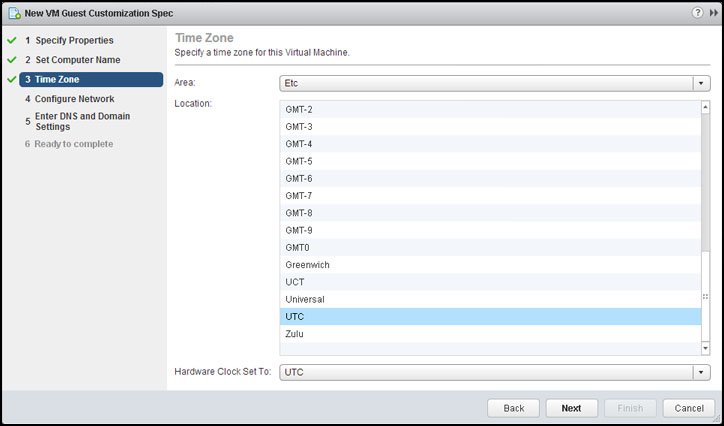 New VM Guest Customization Spec
1 Specify Properties
2 Set Computer Name
3 Time Zone
4 Configure Network
5 Enter DNS and Domain
Settings
6 Ready to complete
Time Zone
Specify a time zone for this Virtual Machine.
Area: Etc
Location:
GMT-2
GMT-3
GMT-4
GMT-5
GMT-6
GMT-7
GMT-8
GMT-9
GMT0
Greenwich
UCT
Universal
UTC
Zulu
Hardware Clock Set To: UTC
Back Next Finish Cancel